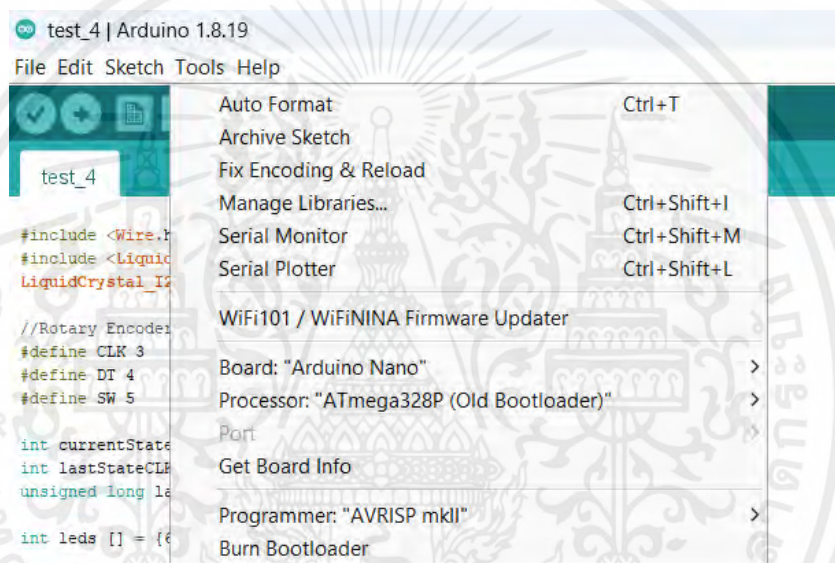 test_4 | Arduino 1.8.19
File Edit Sketch Tools Help
Auto Format Ctrl+T
Archive Sketch
Fix Encoding & Reload
Manage Libraries... Ctrl+Shift+I
Serial Monitor Ctrl+Shift+M
Serial Plotter Ctrl+Shift+L
WiFi101 / WiFiNINA Firmware Updater
Board: "Arduino Nano"
Processor: "ATmega328P (Old Bootloader)"
Port
Get Board Info
Programmer: "AVRISP mkII"
Burn Bootloader
test_4
#include <Wire.h
#include <Liquid
LiquidCrystal_I2
//Rotary Encoder
#define CLK 3
#define DT 4
#define SW 5
int currentState
int lastStateCLK
unsigned long la
int leds [] = {6